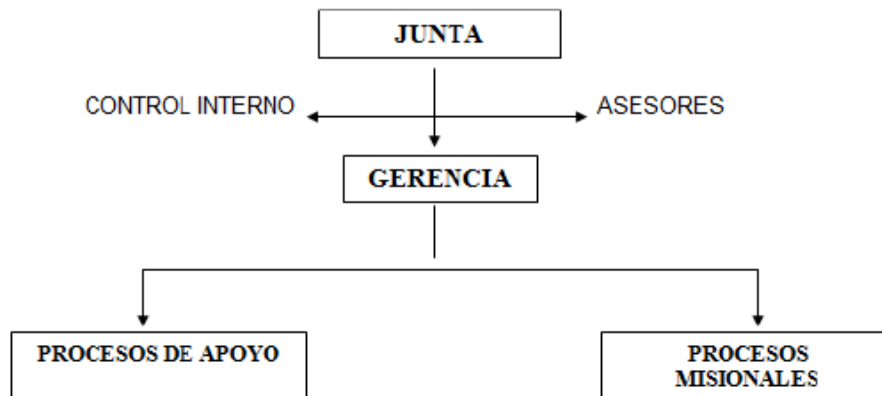 JUNTA
CONTROL INTERNO
ASESORES
GERENCIA
PROCESOS DE APOYO
PROCESOS
MISIONALES